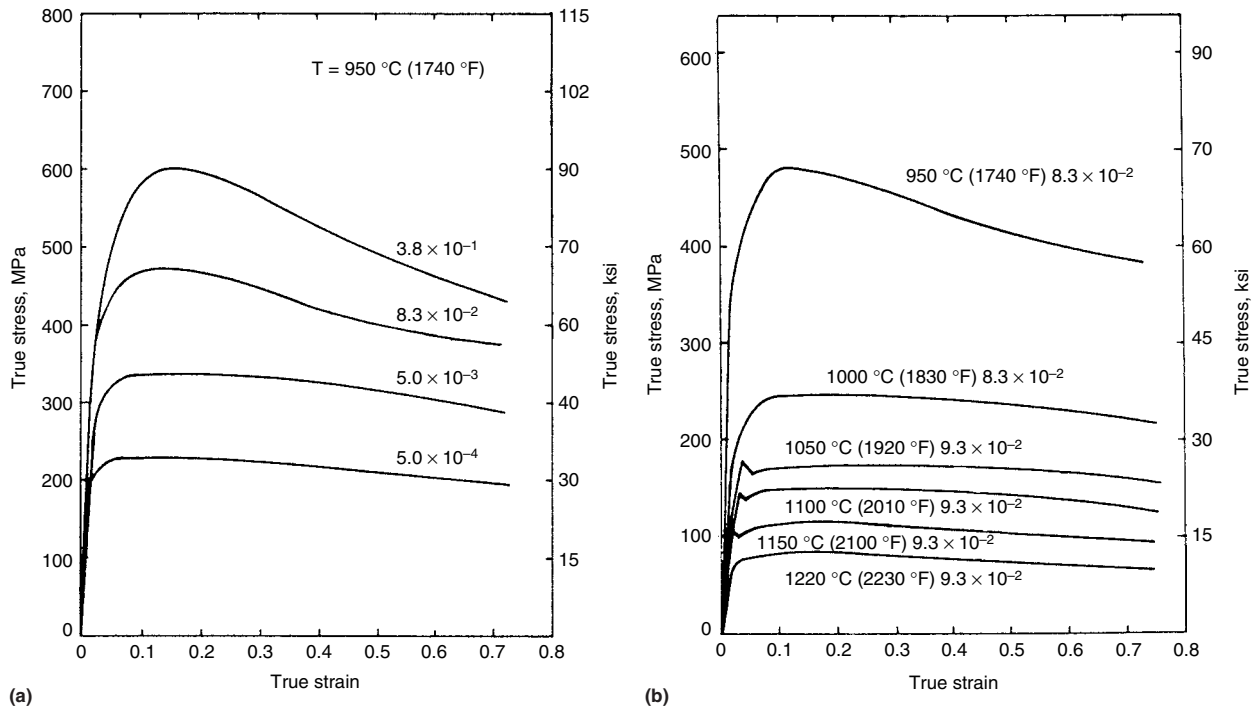 T = 950 °C (1740 °F)
3.8 × 10⁻¹
8.3 × 10⁻²
5.0 × 10⁻³
5.0 × 10⁻⁴
800
700
600
500
400
300
200
100
0
True stress, MPa
115
102
90
70
60
40
30
15
True stress, ksi
0 0.1 0.2 0.3 0.4 0.5 0.6 0.7 0.8
True strain
(a)
950 °C (1740 °F) 8.3 × 10⁻²
1000 °C (1830 °F) 8.3 × 10⁻²
1050 °C (1920 °F) 9.3 × 10⁻²
1100 °C (2010 °F) 9.3 × 10⁻²
1150 °C (2100 °F) 9.3 × 10⁻²
1220 °C (2230 °F) 9.3 × 10⁻²
600
500
400
300
200
100
0
True stress, MPa
90
70
60
45
30
15
True stress, ksi
0 0.1 0.2 0.3 0.4 0.5 0.6 0.7 0.8
True strain
(b)